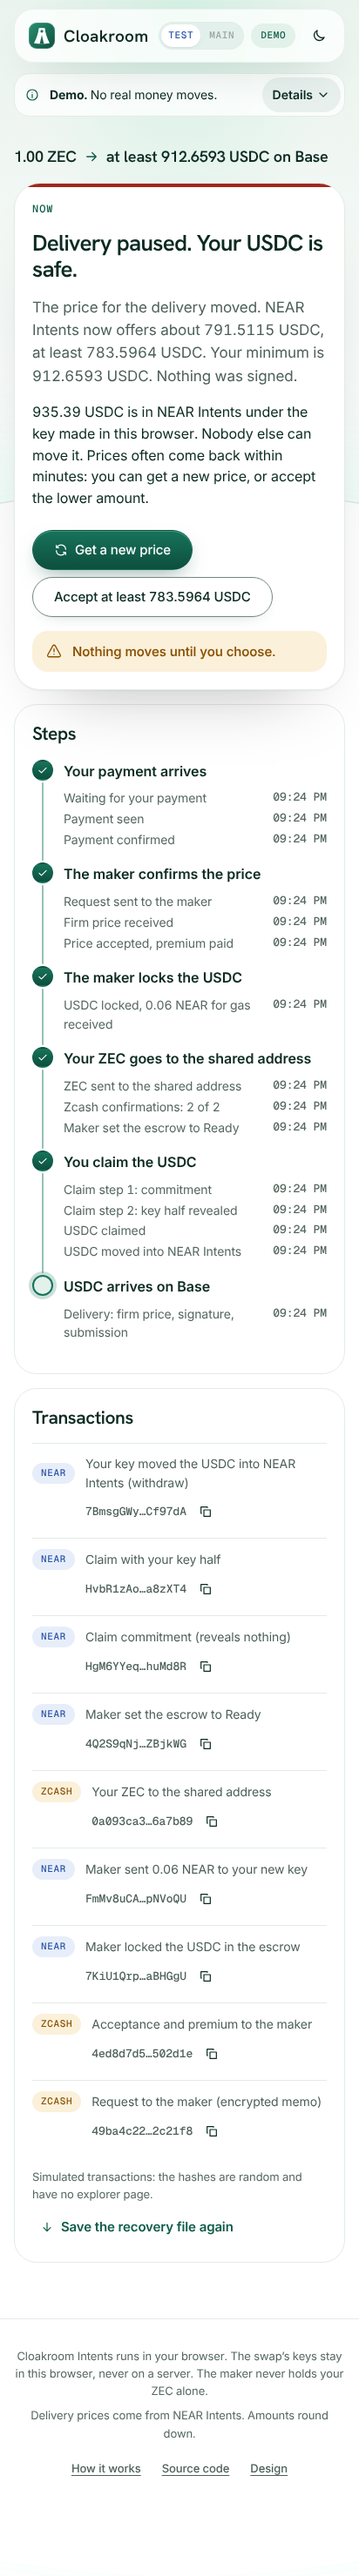 Cloakroom TEST MAIN DEMO
Demo. No real money moves. Details
1.00 ZEC → at least 912.6593 USDC on Base
NOW
Delivery paused. Your USDC is
safe.
The price for the delivery moved. NEAR
Intents now offers about 791.5115 USDC,
at least 783.5964 USDC. Your minimum is
912.6593 USDC. Nothing was signed.
935.39 USDC is in NEAR Intents under the
key made in this browser. Nobody else can
move it. Prices often come back within
minutes: you can get a new price, or accept
the lower amount.
Get a new price
Accept at least 783.5964 USDC
Nothing moves until you choose.
Steps
Your payment arrives
Waiting for your payment 09:24 PM
Payment seen 09:24 PM
Payment confirmed 09:24 PM
The maker confirms the price
Request sent to the maker 09:24 PM
Firm price received 09:24 PM
Price accepted, premium paid 09:24 PM
The maker locks the USDC
USDC locked, 0.06 NEAR for gas 09:24 PM
received
Your ZEC goes to the shared address
ZEC sent to the shared address 09:24 PM
Zcash confirmations: 2 of 2 09:24 PM
Maker set the escrow to Ready 09:24 PM
You claim the USDC
Claim step 1: commitment 09:24 PM
Claim step 2: key half revealed 09:24 PM
USDC claimed 09:24 PM
USDC moved into NEAR Intents 09:24 PM
USDC arrives on Base
Delivery: firm price, signature, 09:24 PM
submission
Transactions
NEAR Your key moved the USDC into NEAR
Intents (withdraw)
7BmsgGWy…Cf97dA
NEAR Claim with your key half
HvbR1zAo…a8zXT4
NEAR Claim commitment (reveals nothing)
HgM6YYeq…huMd8R
NEAR Maker set the escrow to Ready
4Q2S9qNj…ZBjkWG
ZCASH Your ZEC to the shared address
0a093ca3…6a7b89
NEAR Maker sent 0.06 NEAR to your new key
FmMv8uCA…pNVoQU
NEAR Maker locked the USDC in the escrow
7KiU1Qrp…aBHGgU
ZCASH Acceptance and premium to the maker
4ed8d7d5…502d1e
ZCASH Request to the maker (encrypted memo)
49ba4c22…2c21f8
Simulated transactions: the hashes are random and
have no explorer page.
Save the recovery file again
Cloakroom Intents runs in your browser. The swap's keys stay
in this browser, never on a server. The maker never holds your
ZEC alone.
Delivery prices come from NEAR Intents. Amounts round
down.
How it works Source code Design